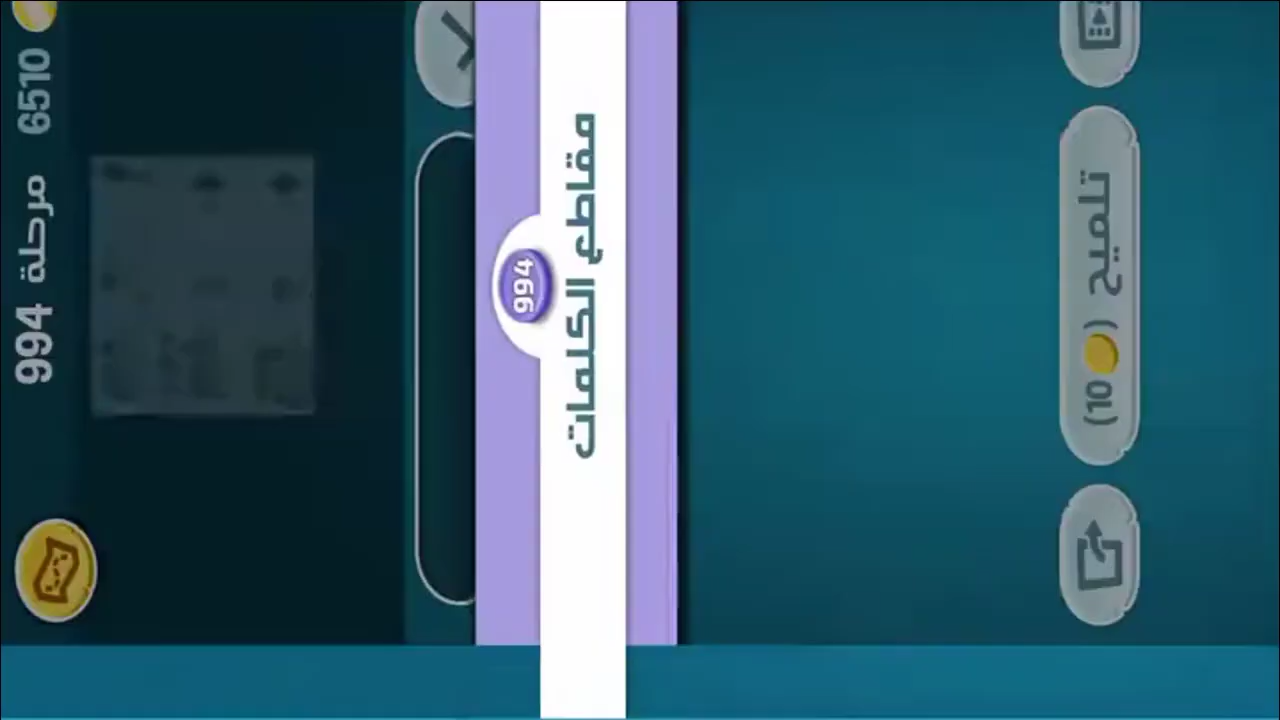 مرحلة 994
6510
994
مقاطع الكلمات
تلميح (10)